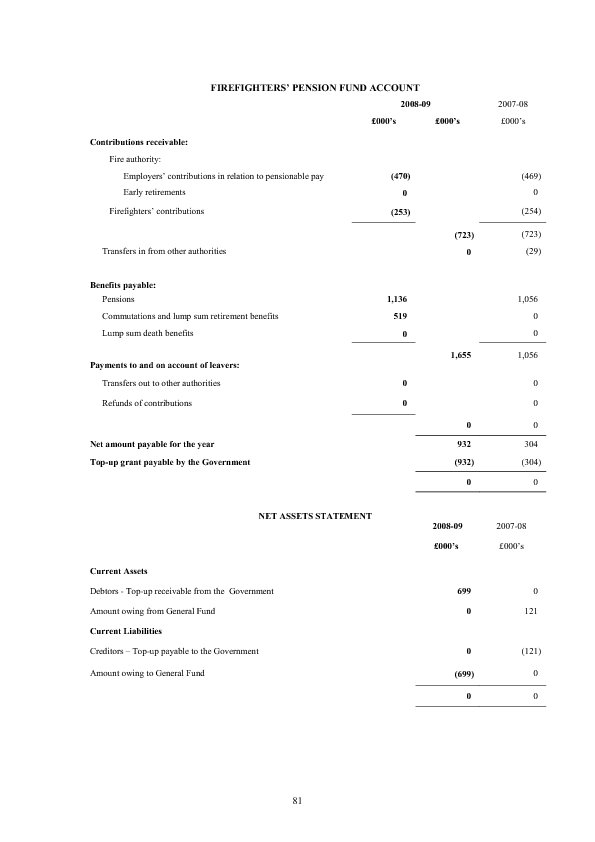 FIREFIGHTERS’ PENSION FUND ACCOUNT
2008-09 2007-08
£000’s £000’s £000’s
Contributions receivable:
Fire authority:
Employers’ contributions in relation to pensionable pay (470) (469)
Early retirements 0 0
Firefighters’ contributions (253) (254)
(723) (723)
Transfers in from other authorities 0 (29)
Benefits payable:
Pensions 1,136 1,056
Commutations and lump sum retirement benefits 519 0
Lump sum death benefits 0 0
1,655 1,056
Payments to and on account of leavers:
Transfers out to other authorities 0 0
Refunds of contributions 0 0
0 0
Net amount payable for the year 932 304
Top-up grant payable by the Government (932) (304)
0 0
NET ASSETS STATEMENT
2008-09 2007-08
£000’s £000’s
Current Assets
Debtors - Top-up receivable from the Government 699 0
Amount owing from General Fund 0 121
Current Liabilities
Creditors – Top-up payable to the Government 0 (121)
Amount owing to General Fund (699) 0
0 0
81